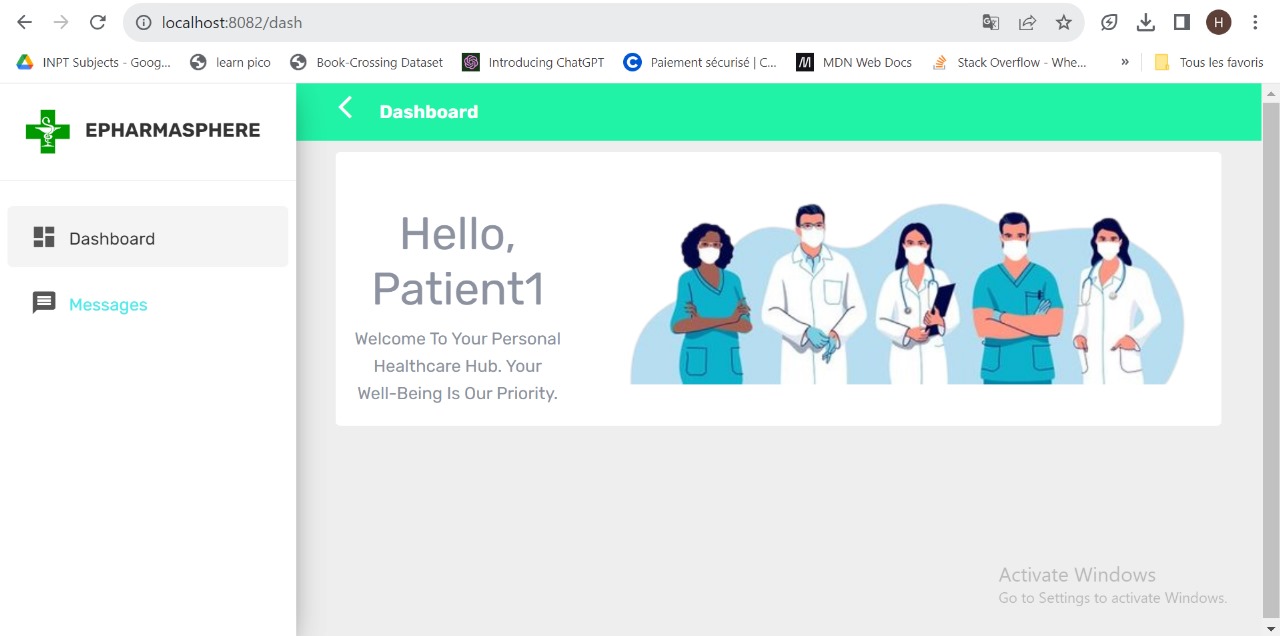 localhost:8082/dash
H
INPT Subjects - Goog...
learn pico
Book-Crossing Dataset
Introducing ChatGPT
Paiement sécurisé | C...
MDN Web Docs
Stack Overflow - Whe...
»
Tous les favoris
EPHARMASPHERE
Dashboard
Dashboard
Messages
Hello,
Patient1
Welcome To Your Personal
Healthcare Hub. Your
Well-Being Is Our Priority.
Activate Windows
Go to Settings to activate Windows.